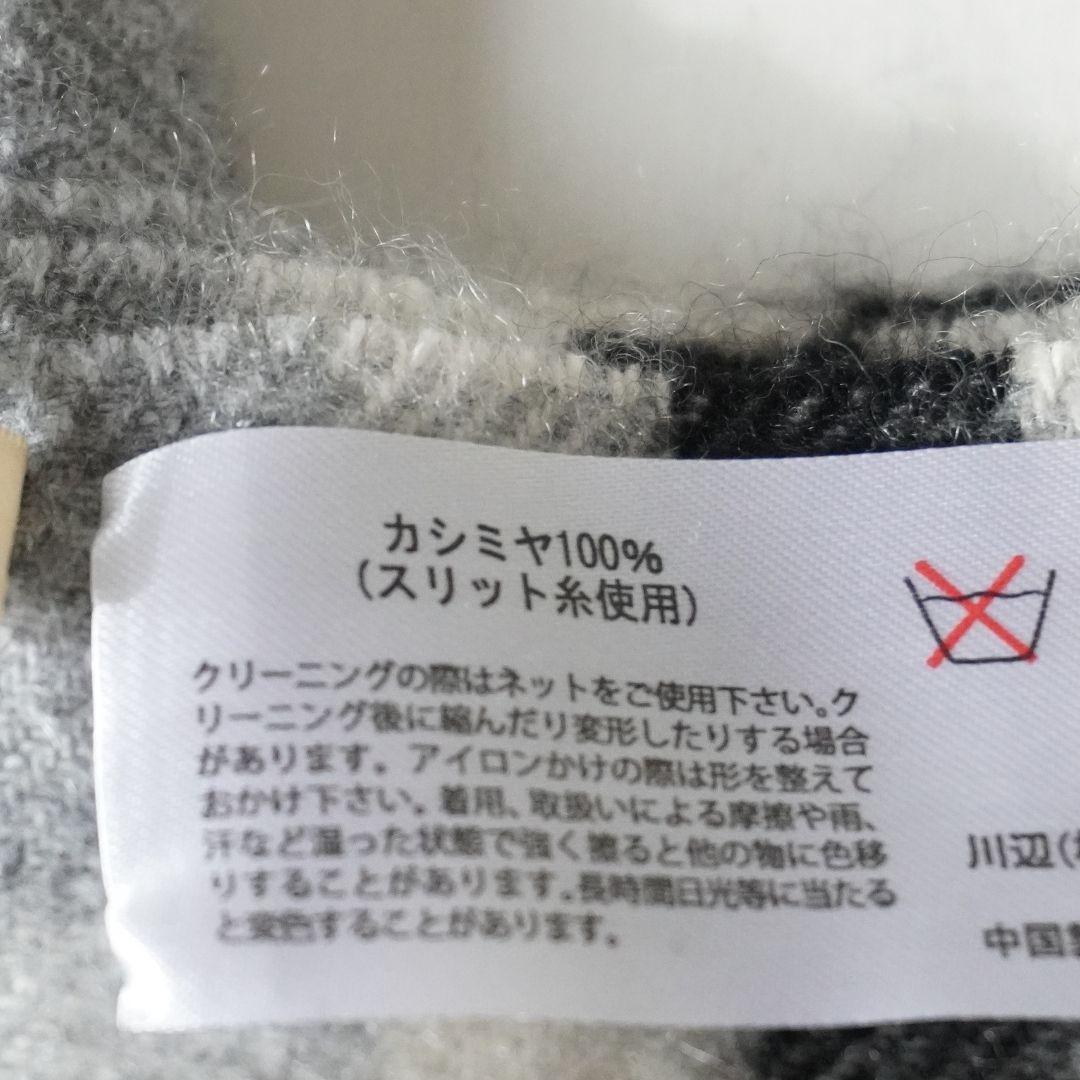 カシミヤ100%
(スリット糸使用)
クリーニングの際はネットをご使用下さい。ク
リーニング後に縮んだり変形したりする場合
があります。アイロンかけの際は形を整えて
おかけ下さい。着用、取扱いによる摩擦や雨、
汗など湿った状態で強く擦ると他の物に色移
りすることがあります。長時間日光等に当たる
と変色することがあります。
川辺(
中国製